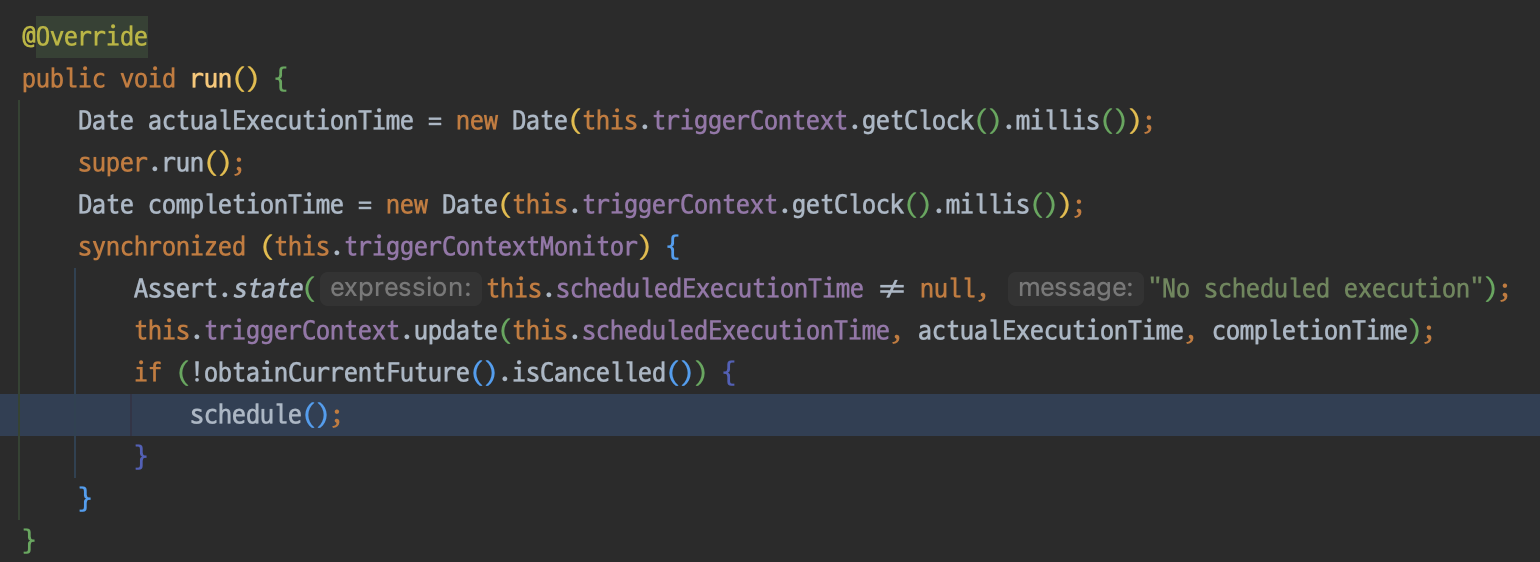 @Override
public void run() {
Date actualExecutionTime = new Date(this.triggerContext.getClock().millis());
super.run();
Date completionTime = new Date(this.triggerContext.getClock().millis());
synchronized (this.triggerContextMonitor) {
Assert.state( expression: this.scheduledExecutionTime ≠ null, message: "No scheduled execution");
this.triggerContext.update(this.scheduledExecutionTime, actualExecutionTime, completionTime);
if (!obtainCurrentFuture().isCancelled()) {
schedule();
}
}
}